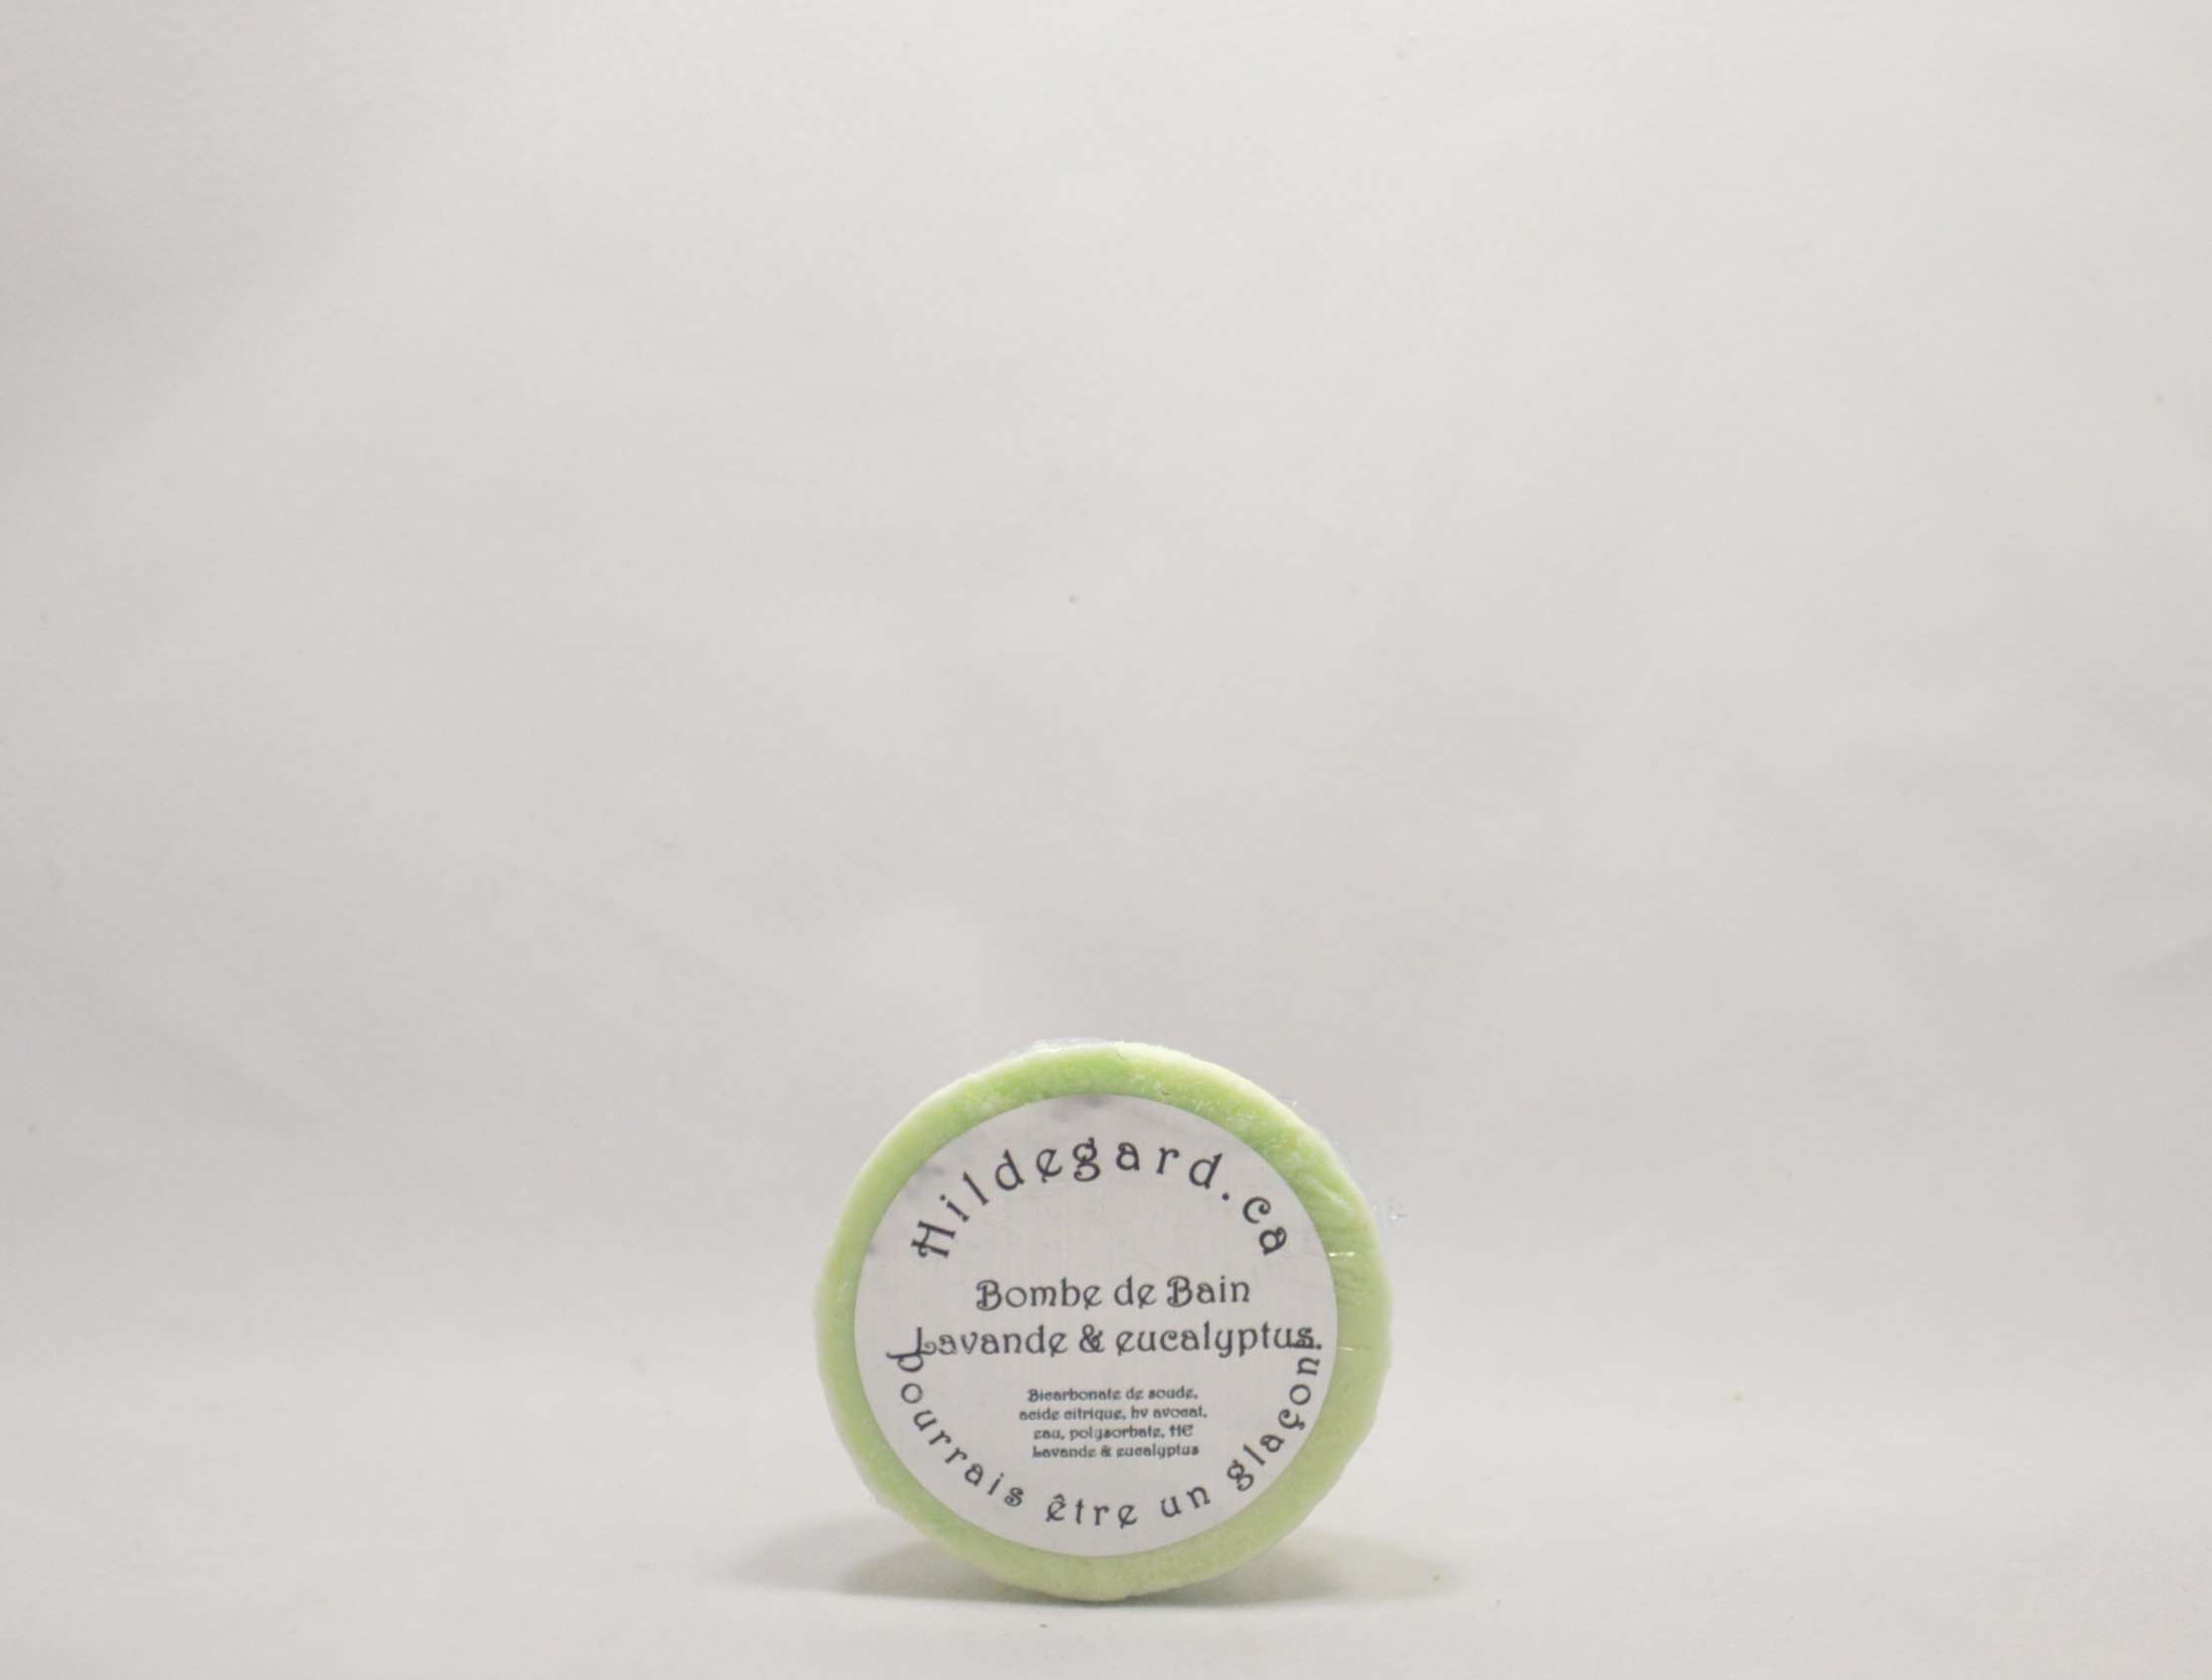 Hildegard.ca
Bombe de Bain
Lavande & eucalyptus.
Bicarbonate de soude,
acide citrique, hv avocat,
eau, polysorbate, HE
Lavande & eucalyptus
pourrais être un glaçon!